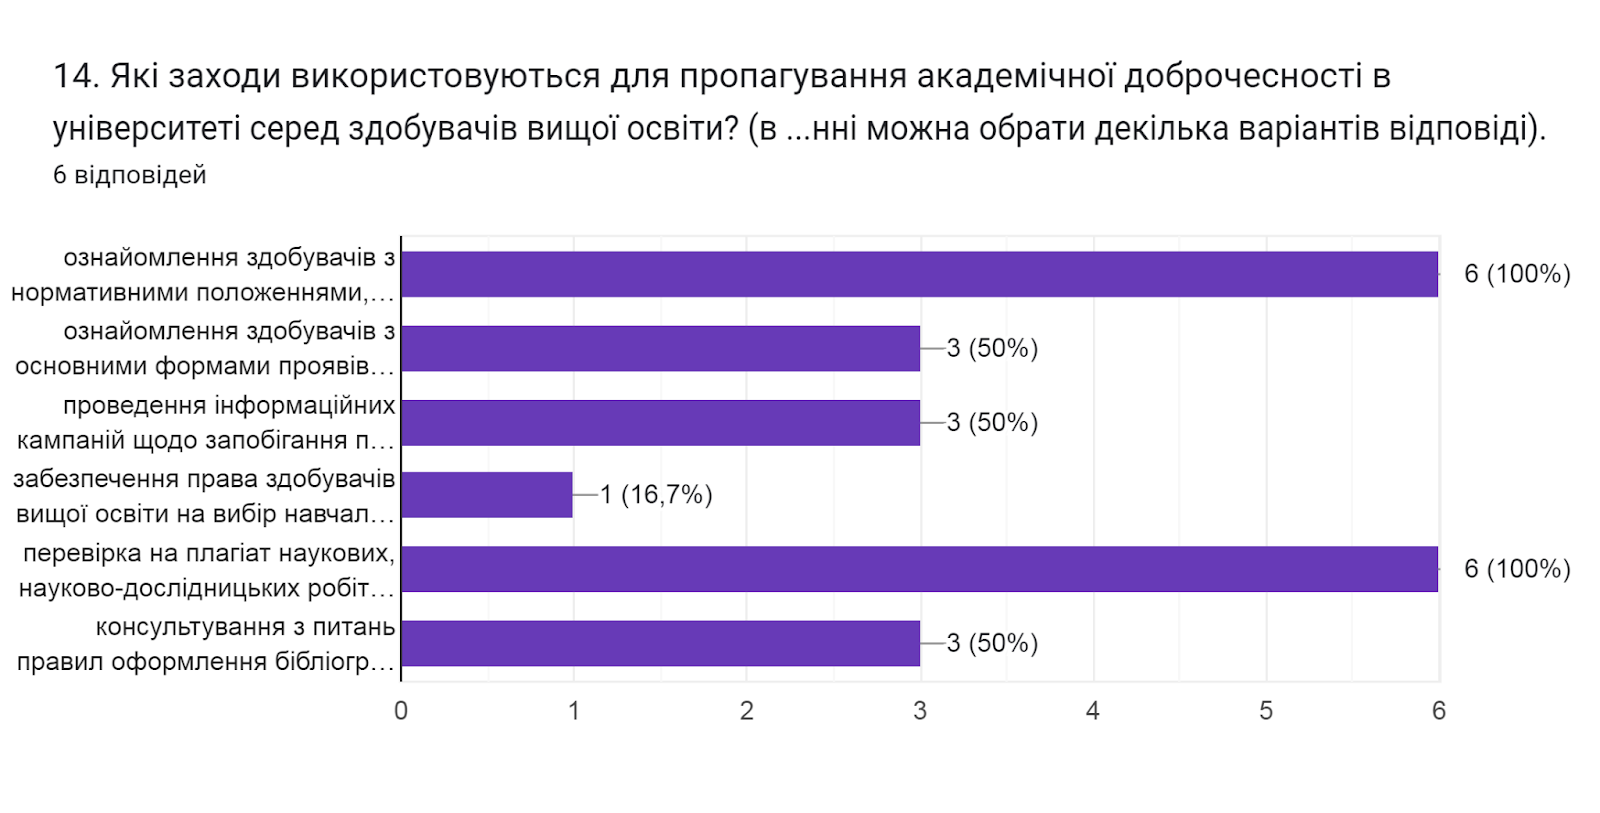 14. Які заходи використовуються для пропагування академічної доброчесності в
університеті серед здобувачів вищої освіти? (в ...нні можна обрати декілька варіантів відповіді).
6 відповідей
ознайомлення здобувачів з
нормативними положеннями,…
6 (100%)
ознайомлення здобувачів з
основними формами проявів…
3 (50%)
проведення інформаційних
кампаній щодо запобігання п…
3 (50%)
забезпечення права здобувачів
вищої освіти на вибір навчал…
1 (16,7%)
перевірка на плагіат наукових,
науково-дослідницьких робіт…
6 (100%)
консультування з питань
правил оформлення бібліогр…
3 (50%)
0 1 2 3 4 5 6